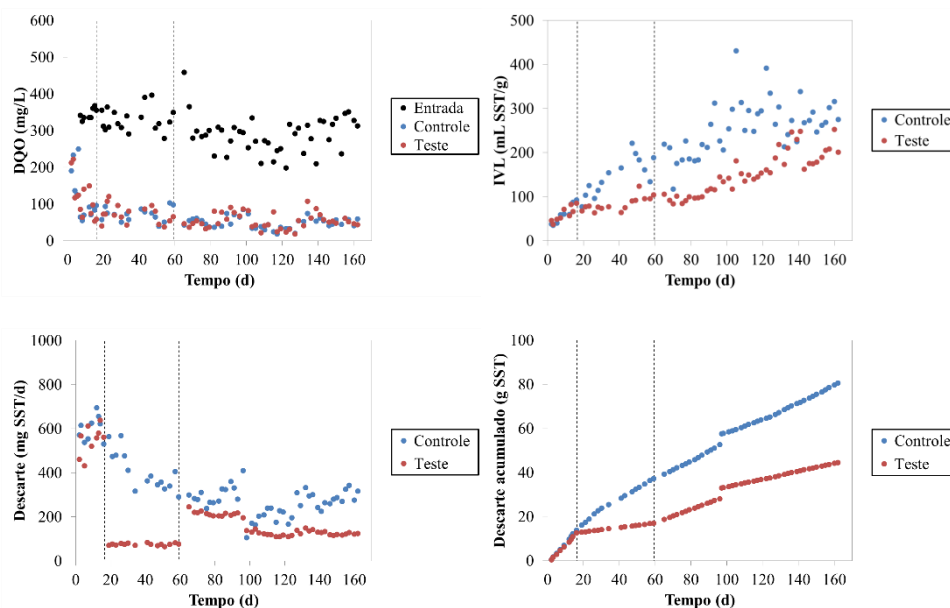 DQO (mg/L)
600
500
400
300
200
100
0
0 20 40 60 80 100 120 140 160
Tempo (d)
Entrada
Controle
Teste
IVL (mL SST/g)
500
400
300
200
100
0
0 20 40 60 80 100 120 140 160
Tempo (d)
Controle
Teste
Descarte (mg SST/d)
1000
800
600
400
200
0
0 20 40 60 80 100 120 140 160
Tempo (d)
Controle
Teste
Descarte acumulado (g SST)
100
80
60
40
20
0
0 20 40 60 80 100 120 140 160
Tempo (d)
Controle
Teste